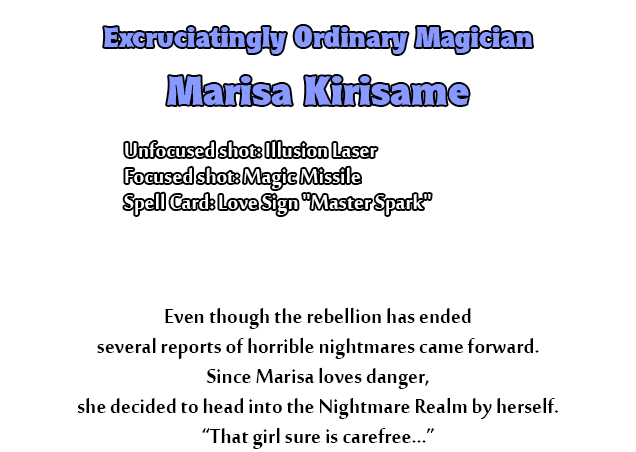 Excruciatingly Ordinary Magician
Marisa Kirisame
Unfocused shot: Illusion Laser
Focused shot: Magic Missile
Spell Card: Love Sign "Master Spark"
Even though the rebellion has ended
several reports of horrible nightmares came forward.
Since Marisa loves danger,
she decided to head into the Nightmare Realm by herself.
“That girl sure is carefree...”